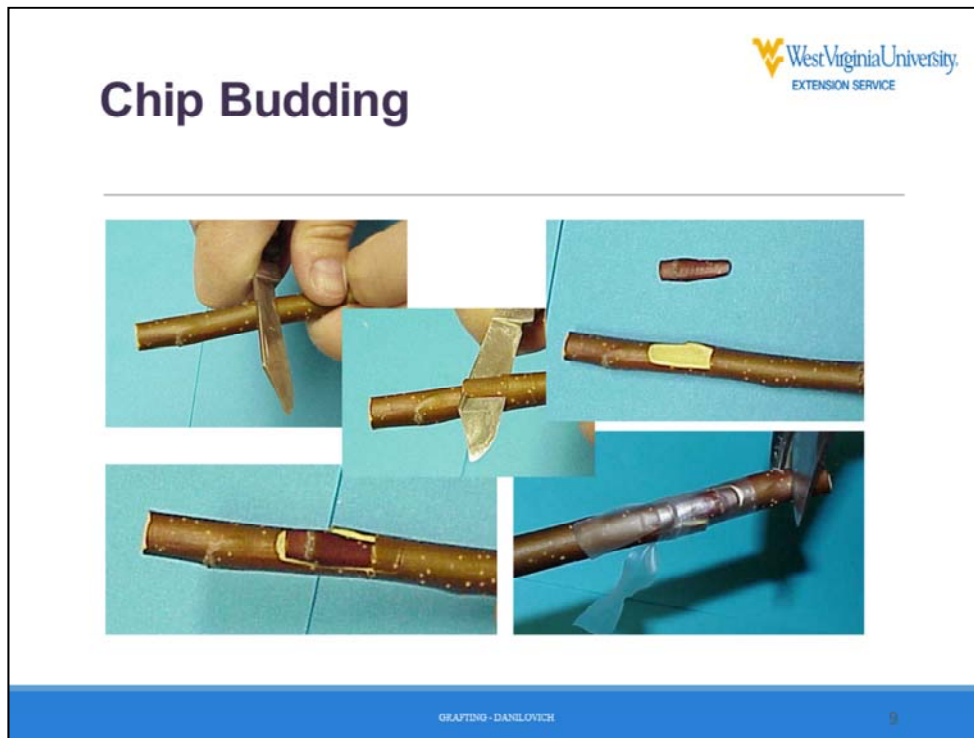 West Virginia University.
EXTENSION SERVICE
Chip Budding
GRAFTING - DANILOVICH
9